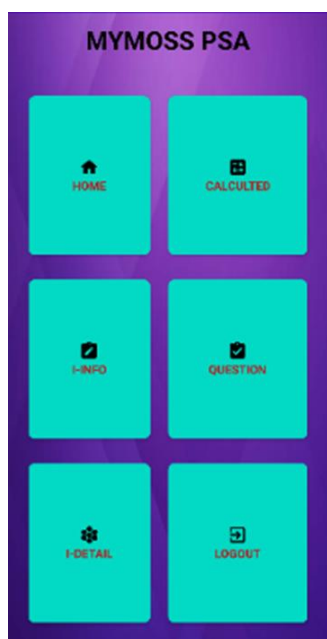 MYMOSS PSA
HOME
CALCULTED
I-INFO
QUESTION
I-DETAIL
LOGOUT